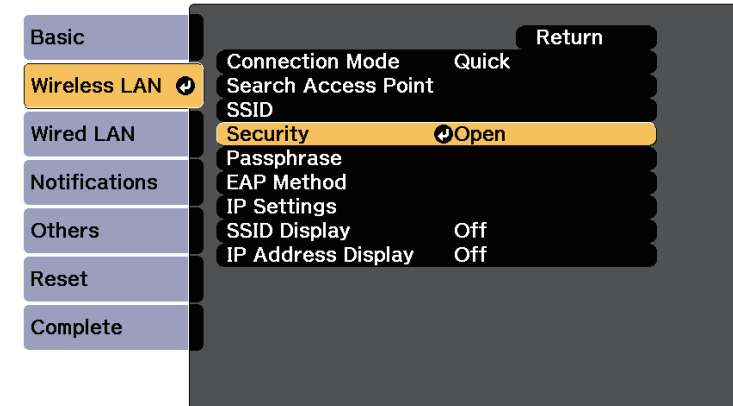 Basic
Wireless LAN
Wired LAN
Notifications
Others
Reset
Complete
Return
Connection Mode Quick
Search Access Point
SSID
Security Open
Passphrase
EAP Method
IP Settings
SSID Display Off
IP Address Display Off